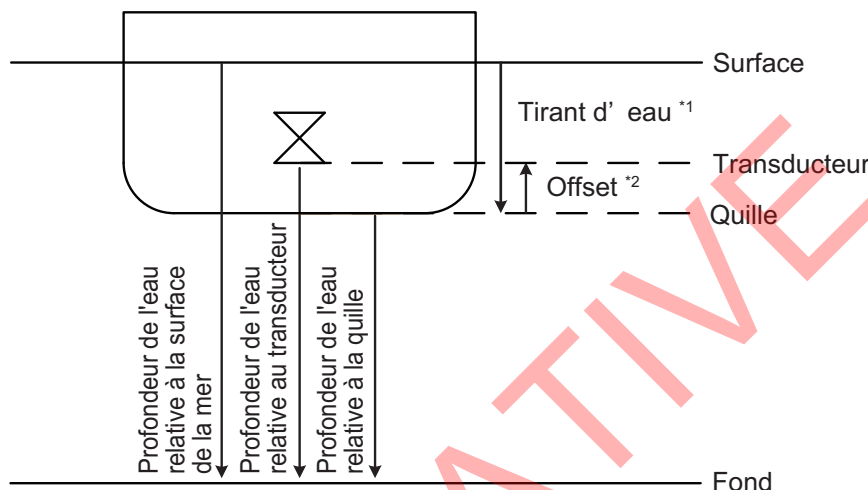 Surface
Tirant d' eau *1
Transducteur
Offset *2
Quille
Profondeur de l'eau
relative à la surface
de la mer
Profondeur de l'eau
relative au transducteur
Profondeur de l'eau
relative à la quille
Fond
ATIVE